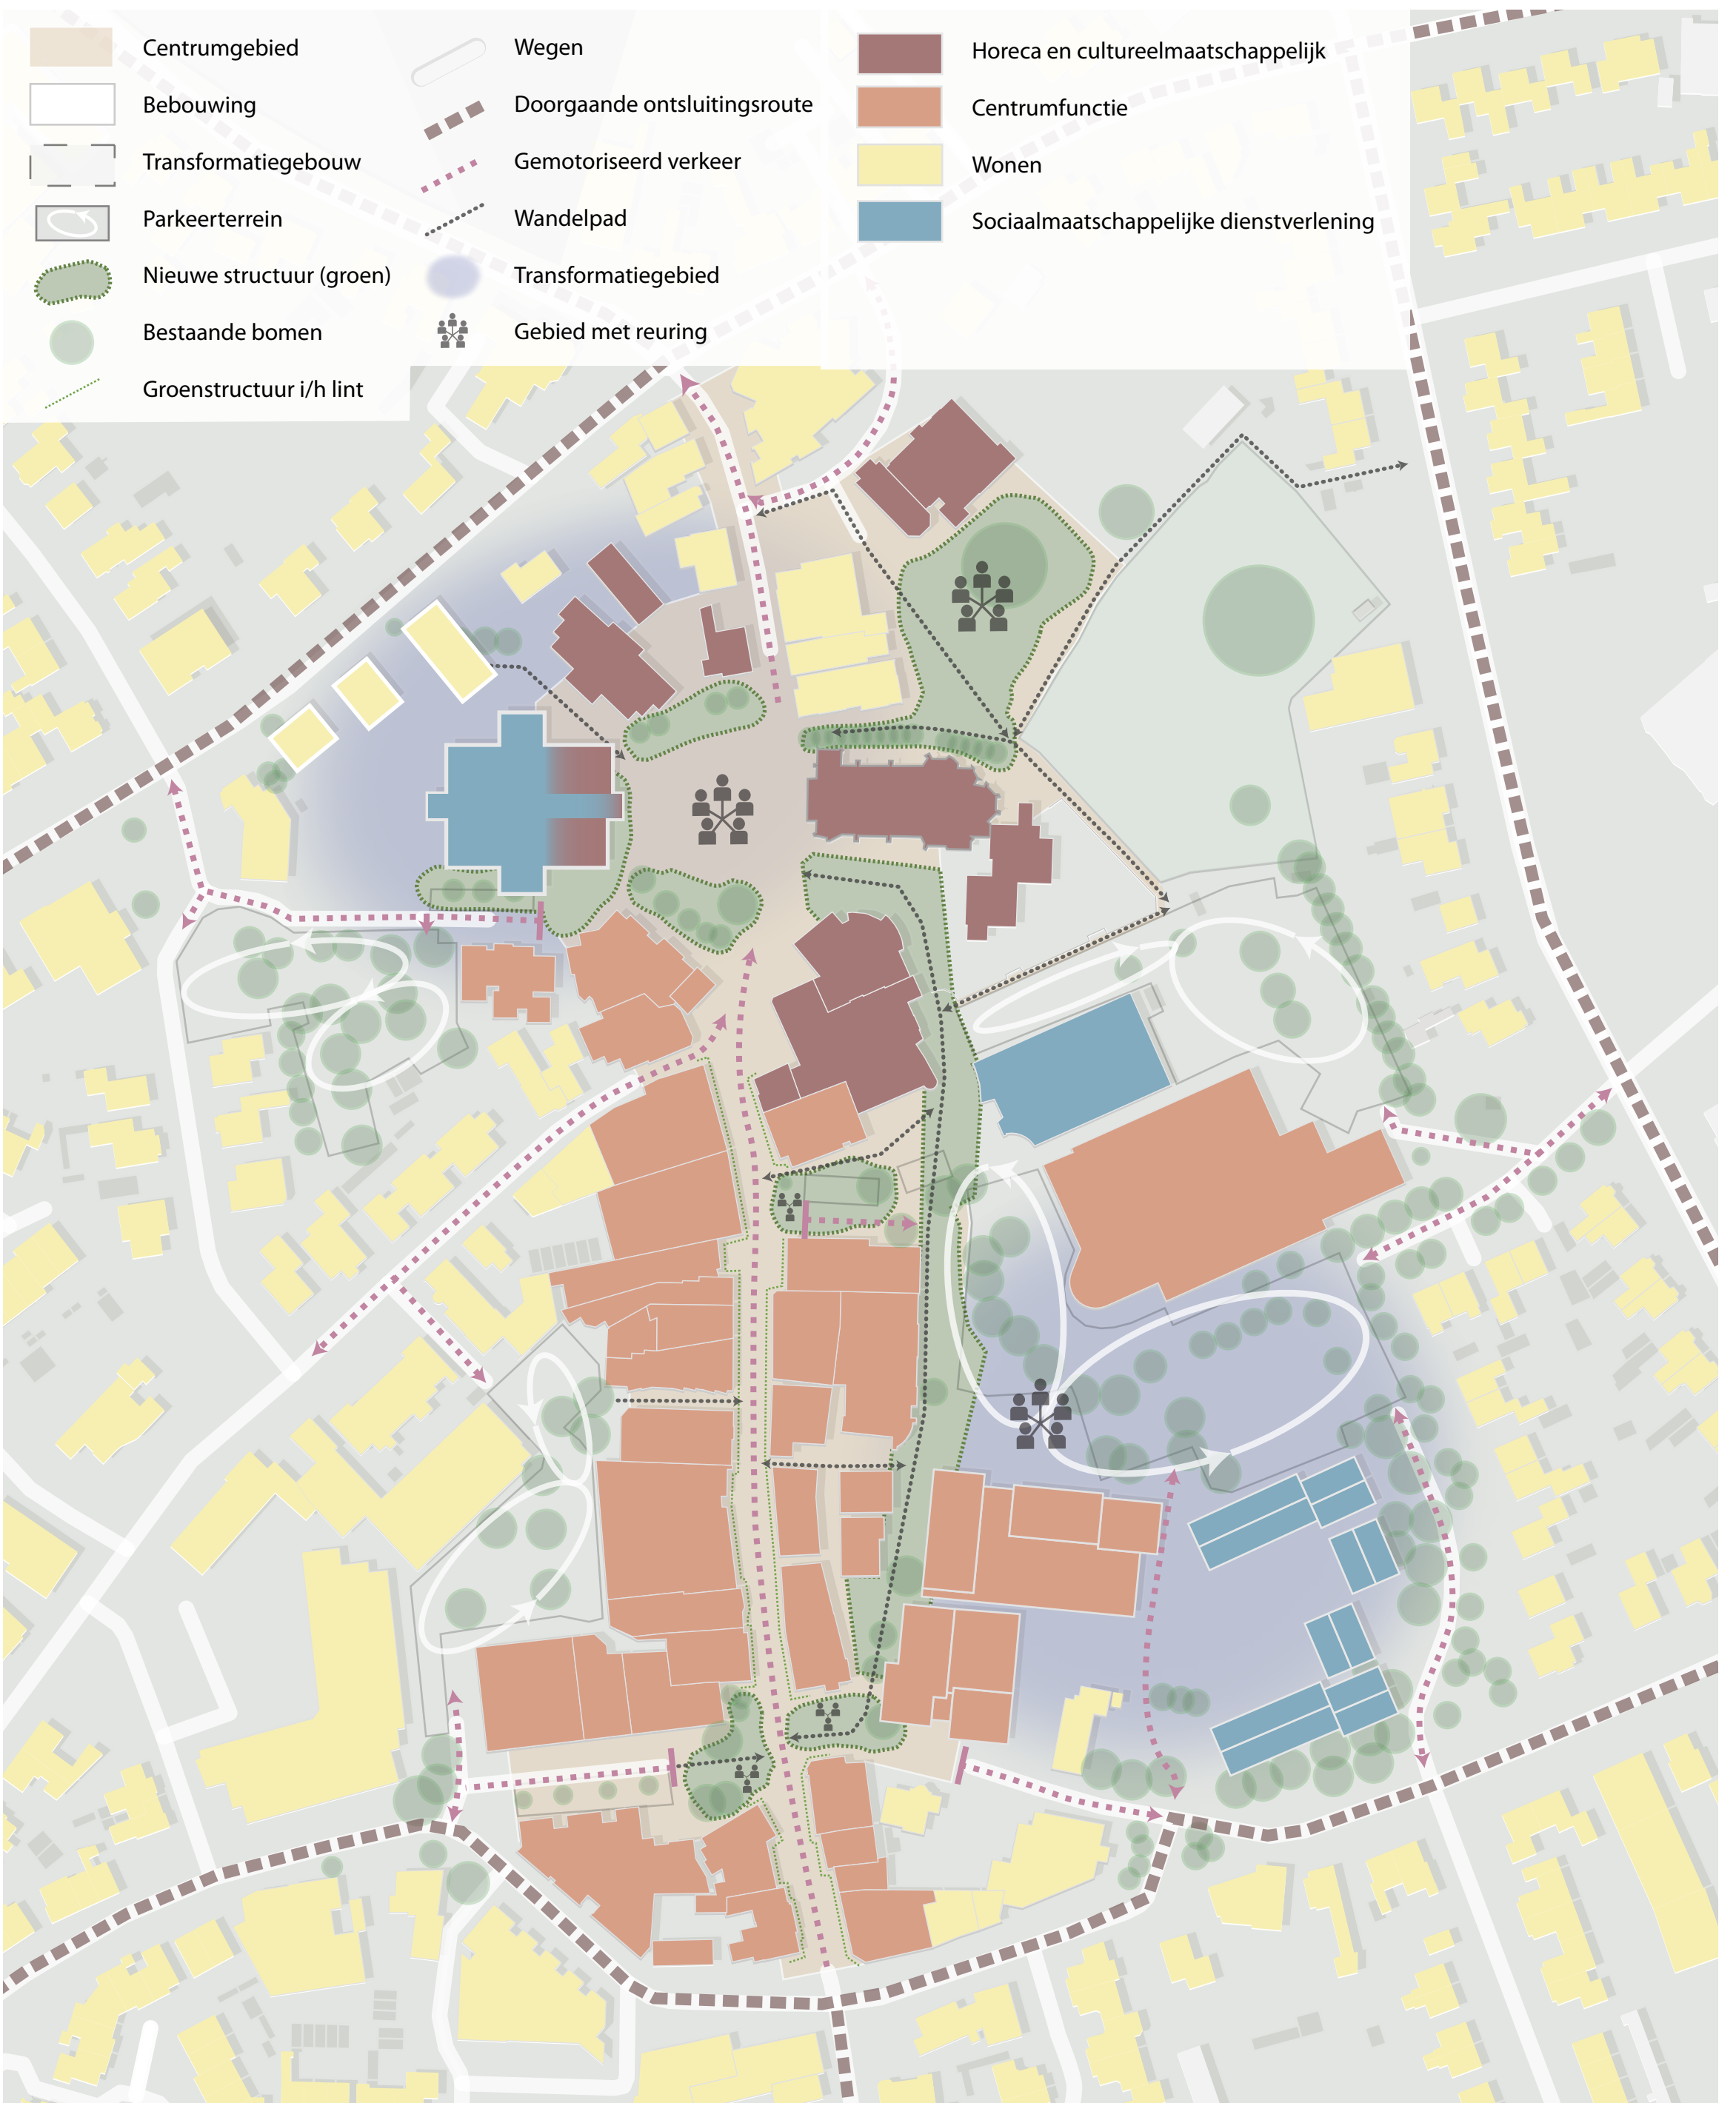 Centrumgebied
Bebouwing
Transformatiegebouw
Parkeerterrein
Nieuwe structuur (groen)
Bestaande bomen
Groenstructuur i/h lint
Wegen
Doorgaande ontsluitingsroute
Gemotoriseerd verkeer
Wandelpad
Transformatiegebied
Gebied met reuring
Horeca en cultureelmaatschappelijk
Centrumfunctie
Wonen
Sociaalmaatschappelijke dienstverlening